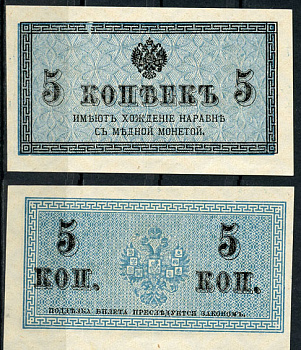 5 КОПѢЕКЪ 5
ИМѢЮТЪ ХОЖДЕНІЕ НАРАВНѢ
СЪ МѢДНОЙ МОНЕТОЙ.
5 5
КОП. КОП.
ПОДДѢЛКА БИЛЕТА ПРЕСЛѢДУЕТСЯ ЗАКОНОМЪ.